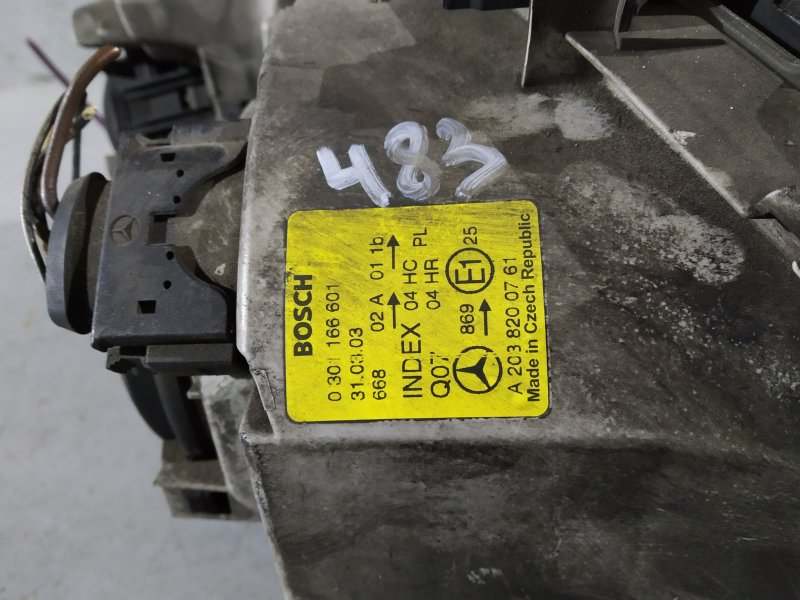 483
BOSCH
0 301 166 601
31.03.03
668 02 A 01 1b
INDEX 04 HC PL
Q07 04 HR
869 E1 25
A 203 820 07 61
Made in Czech Republic